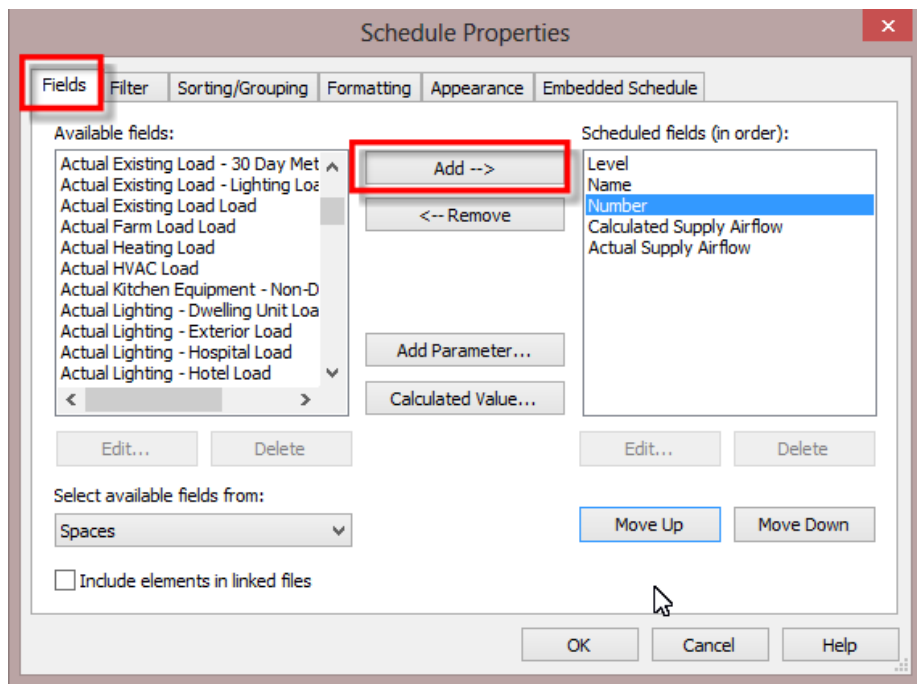 Schedule Properties
Fields Filter Sorting/Grouping Formatting Appearance Embedded Schedule
Available fields:
Actual Existing Load - 30 Day Met
Actual Existing Load - Lighting Loa
Actual Existing Load Load
Actual Farm Load Load
Actual Heating Load
Actual HVAC Load
Actual Kitchen Equipment - Non-D
Actual Lighting - Dwelling Unit Loa
Actual Lighting - Exterior Load
Actual Lighting - Hospital Load
Actual Lighting - Hotel Load
Edit... Delete
Select available fields from:
Spaces
Include elements in linked files
Add -->
<-- Remove
Add Parameter...
Calculated Value...
Scheduled fields (in order):
Level
Name
Number
Calculated Supply Airflow
Actual Supply Airflow
Edit... Delete
Move Up Move Down
OK Cancel Help